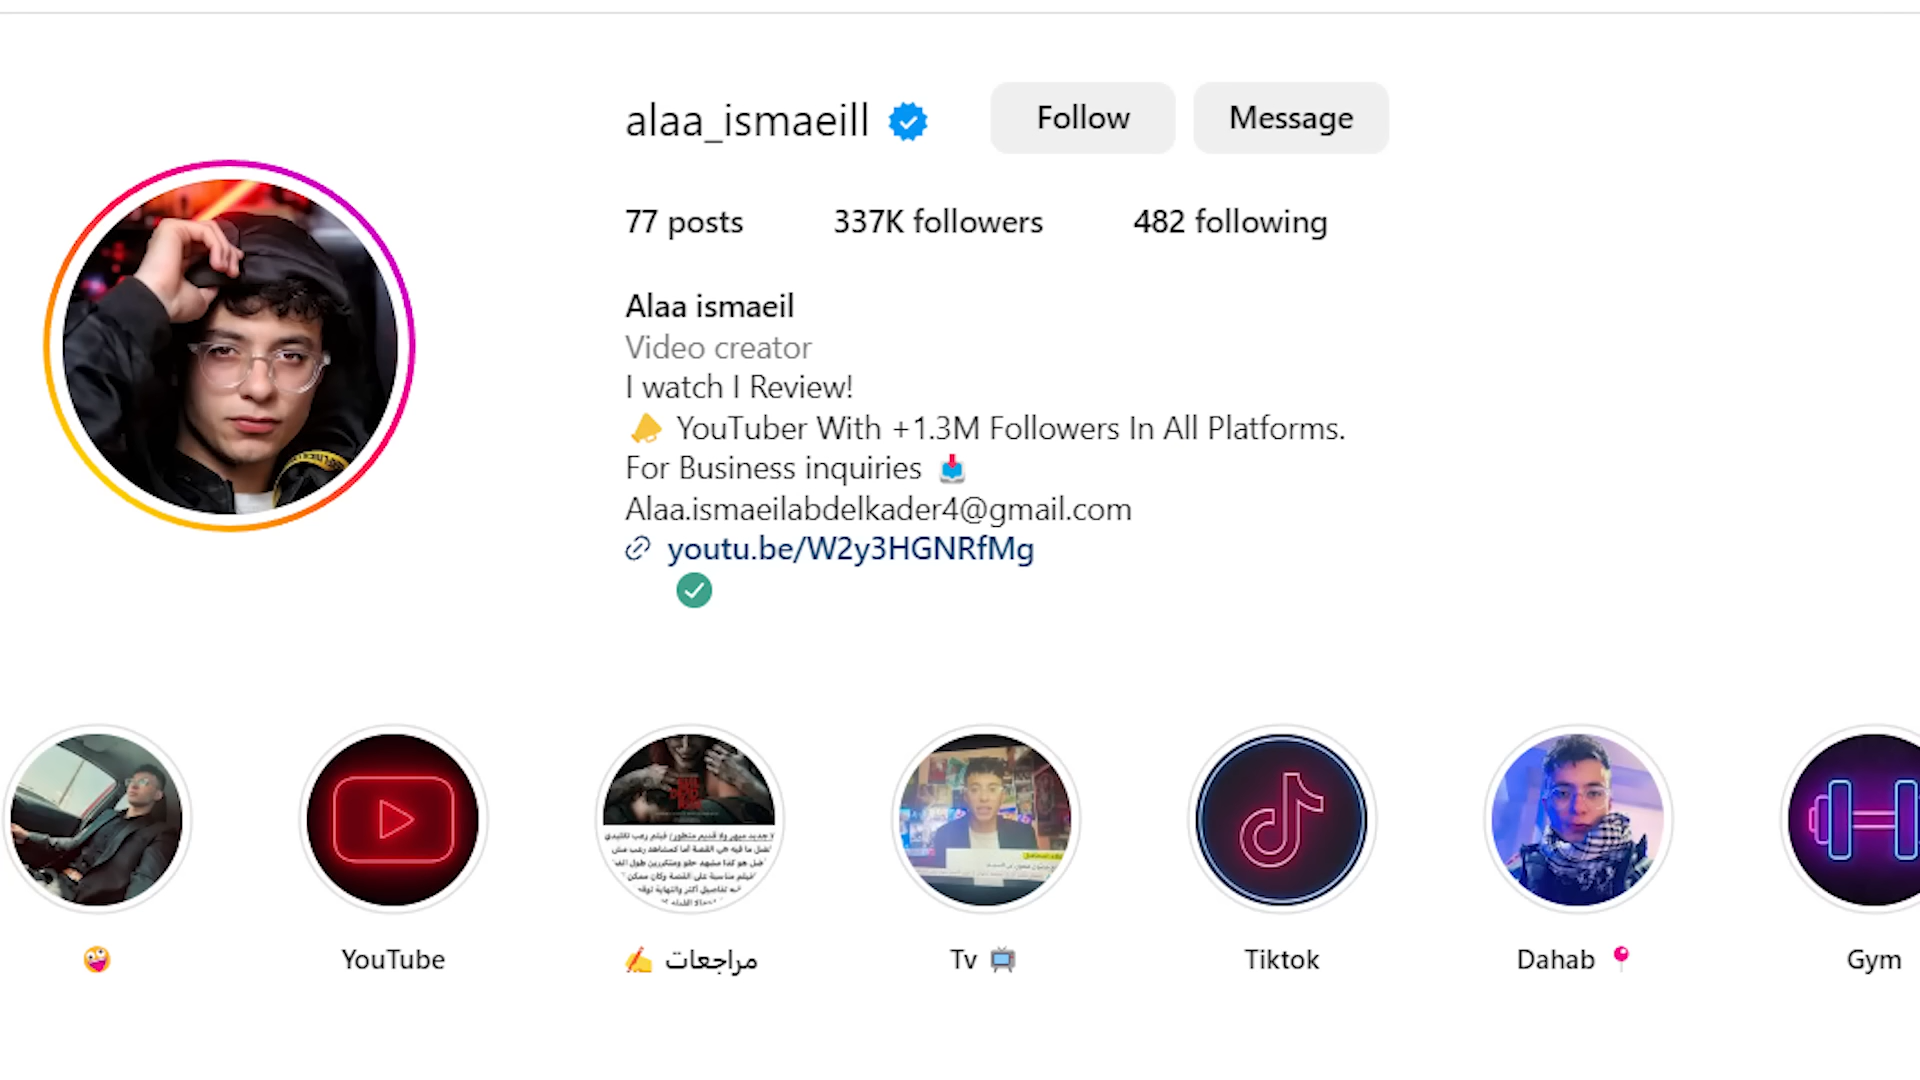 alaa_ismaeill
Follow
Message
77 posts
337K followers
482 following
Alaa ismaeil
Video creator
I watch I Review!
📣 YouTuber With +1.3M Followers In All Platforms.
For Business inquiries 📥
Alaa.ismaeilabdelkader4@gmail.com
youtu.be/W2y3HGNRfMg
🤪
YouTube
مراجعات ✍️
Tv 📺
Tiktok
Dahab 📍
Gym